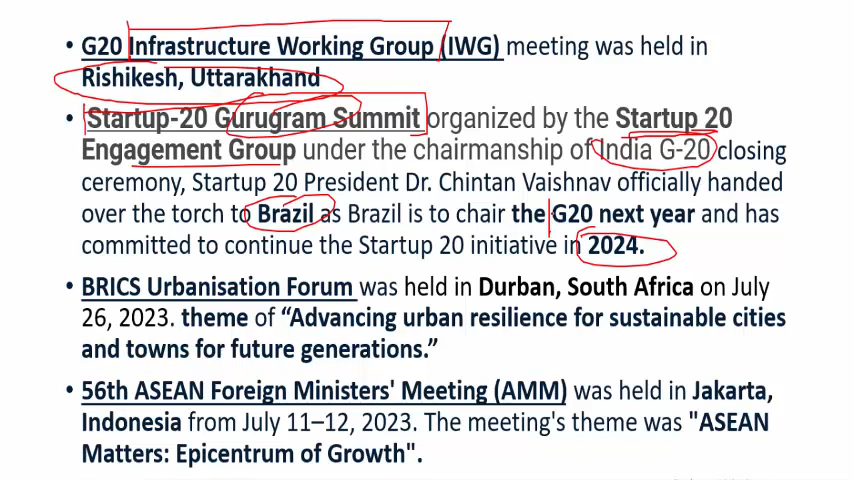 • G20 Infrastructure Working Group (IWG) meeting was held in
Rishikesh, Uttarakhand
• Startup-20 Gurugram Summit organized by the Startup 20
Engagement Group under the chairmanship of India G-20 closing
ceremony, Startup 20 President Dr. Chintan Vaishnav officially handed
over the torch to Brazil as Brazil is to chair the G20 next year and has
committed to continue the Startup 20 initiative in 2024.
• BRICS Urbanisation Forum was held in Durban, South Africa on July
26, 2023. theme of “Advancing urban resilience for sustainable cities
and towns for future generations.”
• 56th ASEAN Foreign Ministers' Meeting (AMM) was held in Jakarta,
Indonesia from July 11–12, 2023. The meeting's theme was "ASEAN
Matters: Epicentrum of Growth".